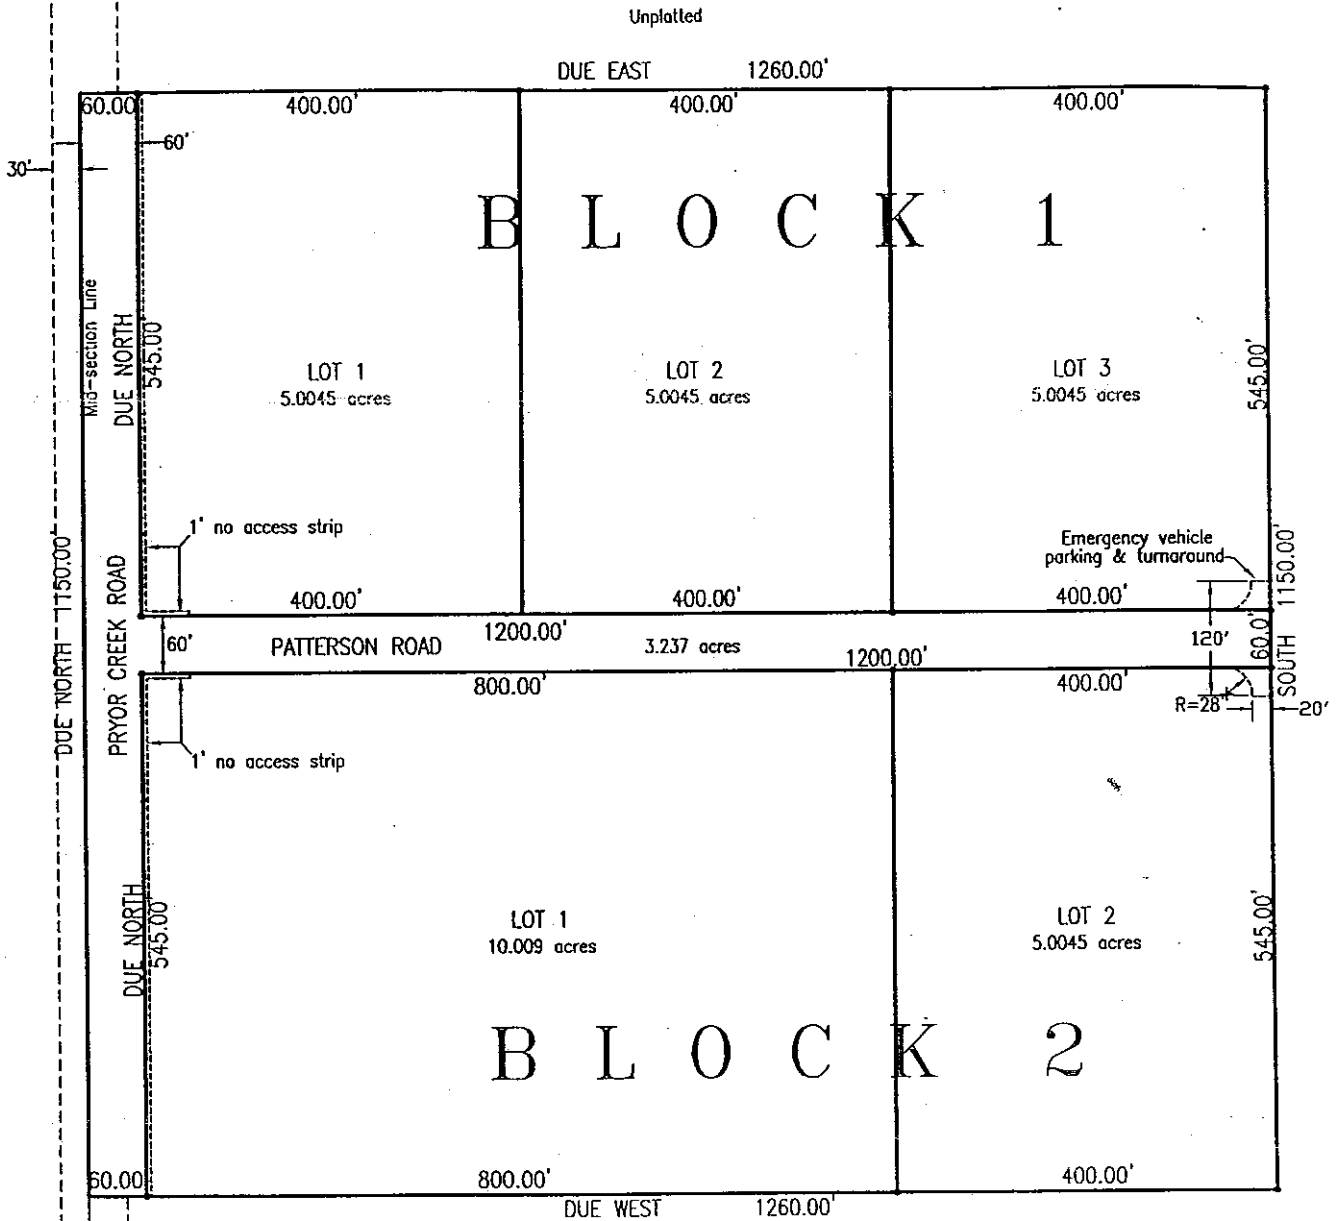 Unplatted
DUE EAST 1260.00'
60.00 400.00' 400.00' 400.00'
60'
30'
BLOCK 1
Mid-section Line
DUE NORTH
545.00'
LOT 1
5.0045 acres
LOT 2
5.0045 acres
LOT 3
5.0045 acres
545.00'
1' no access strip
Emergency vehicle
parking & turnaround
400.00' 400.00' 400.00'
DUE NORTH 1150.00'
PRYOR CREEK ROAD
60'
PATTERSON ROAD
1200.00'
3.237 acres
1200.00'
120'
60.0'
SOUTH 1150.00'
800.00' 400.00'
R=28'
20'
1' no access strip
DUE NORTH
545.00'
LOT 1
10.009 acres
LOT 2
5.0045 acres
545.00'
BLOCK 2
60.00 800.00' 400.00'
DUE WEST 1260.00'